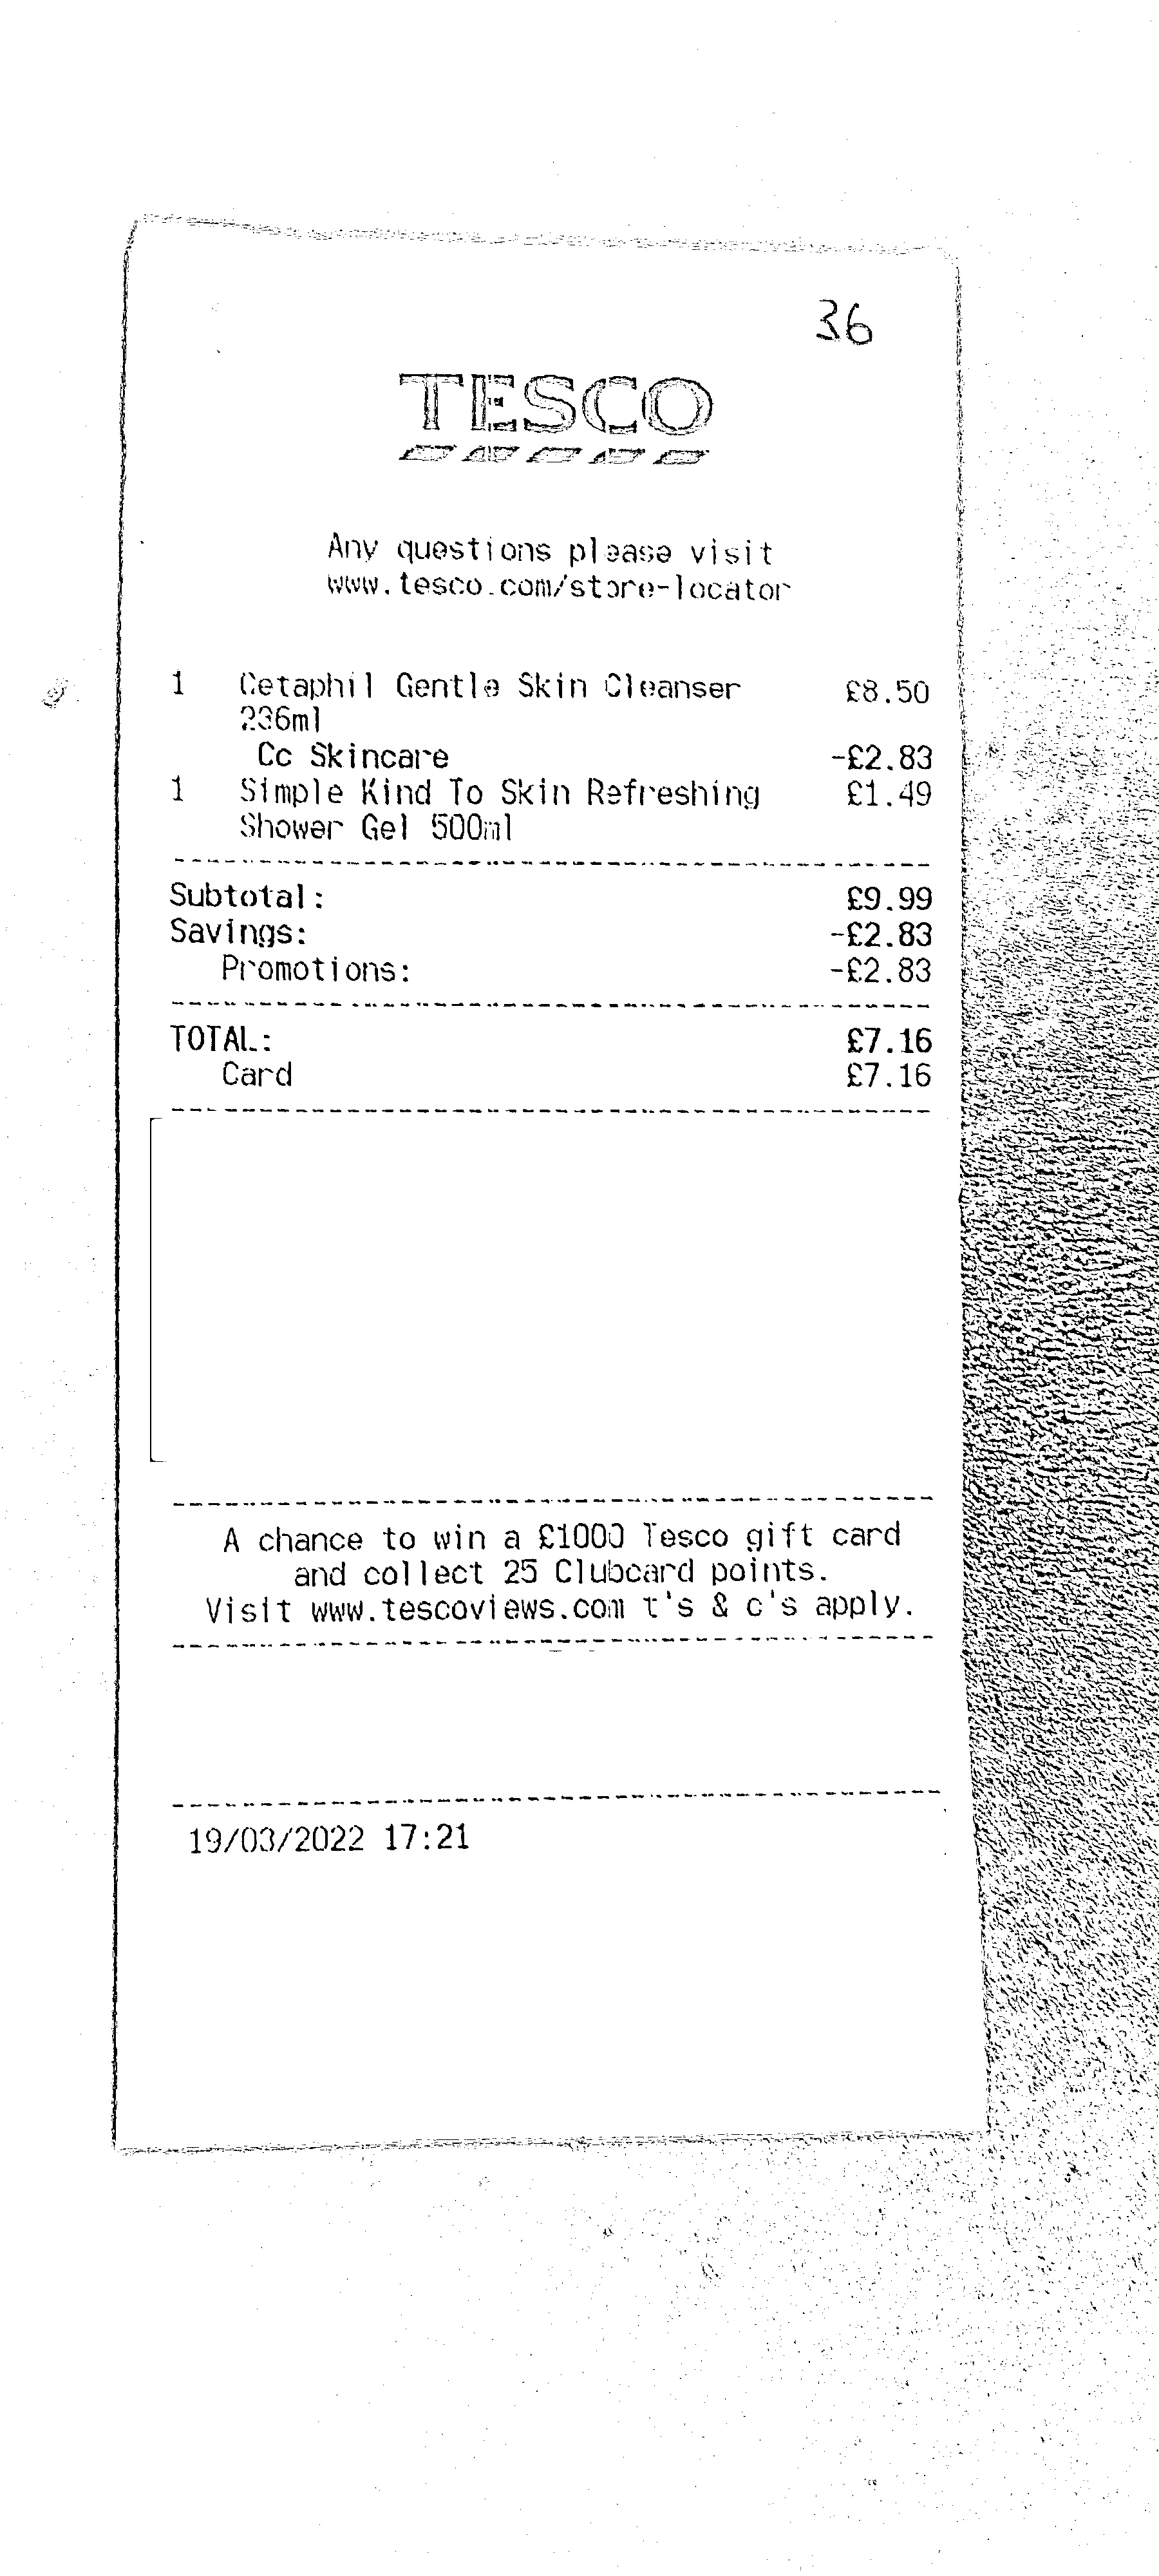 36
TESCO
Any questions please visit
www.tesco.com/store-locator
1 Cetaphil Gentle Skin Cleanser £8.50
236ml
Cc Skincare -£2.83
1 Simple Kind To Skin Refreshing £1.49
Shower Gel 500ml
Subtotal: £9.99
Savings: -£2.83
Promotions: -£2.83
TOTAL: £7.16
Card £7.16
A chance to win a £1000 Tesco gift card
and collect 25 Clubcard points.
Visit www.tescoviews.com t's & c's apply.
19/03/2022 17:21